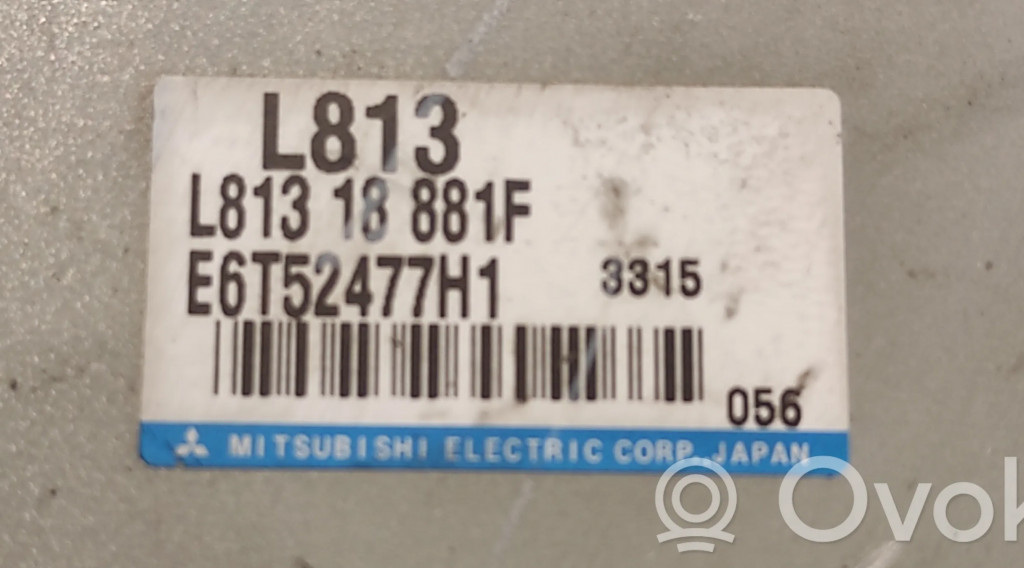 L813
L813 18 881F
E6T52477H1 3315
056
MITSUBISHI ELECTRIC CORP. JAPAN
Ovok